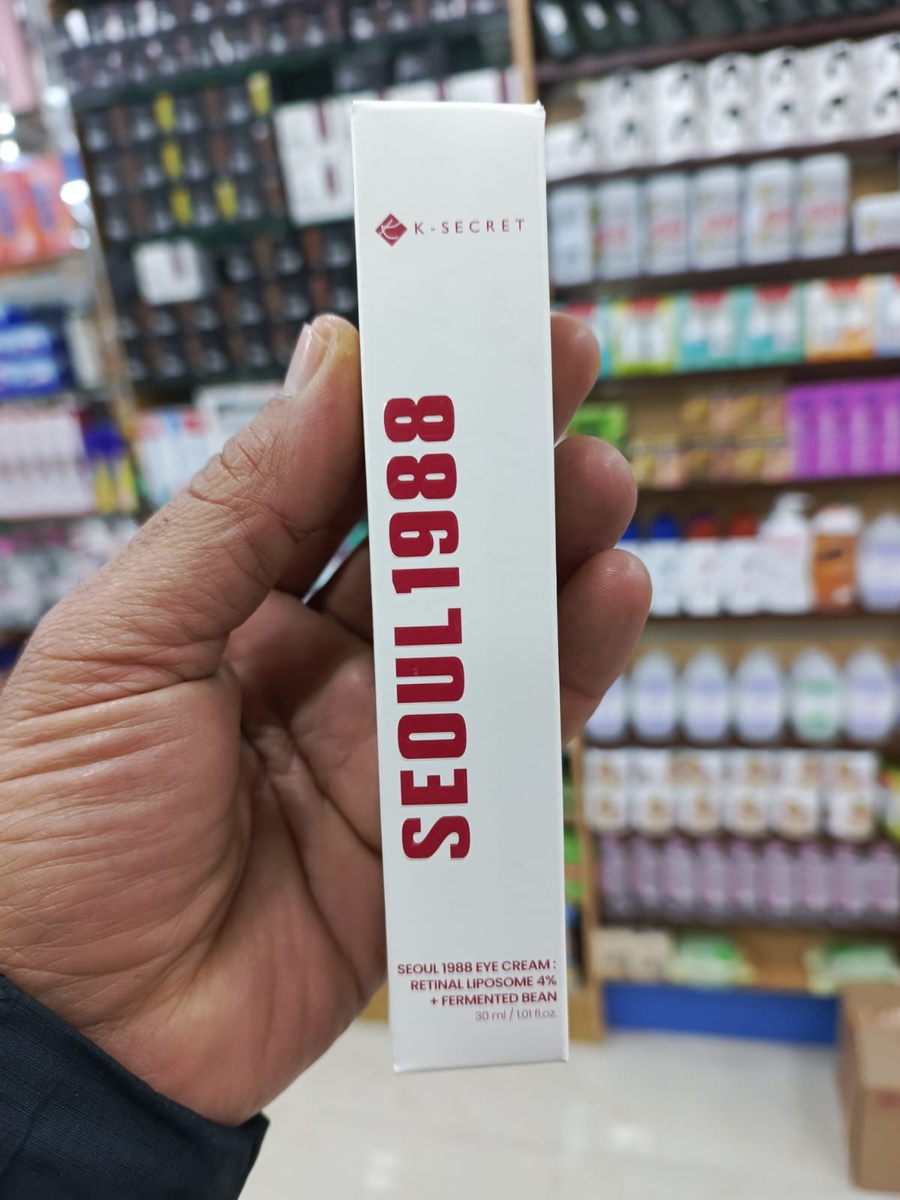 K-SECRET
SEOUL1988
SEOUL 1988 EYE CREAM :
RETINAL LIPOSOME 4%
+ FERMENTED BEAN
30 ml / 1.01 fl.oz.